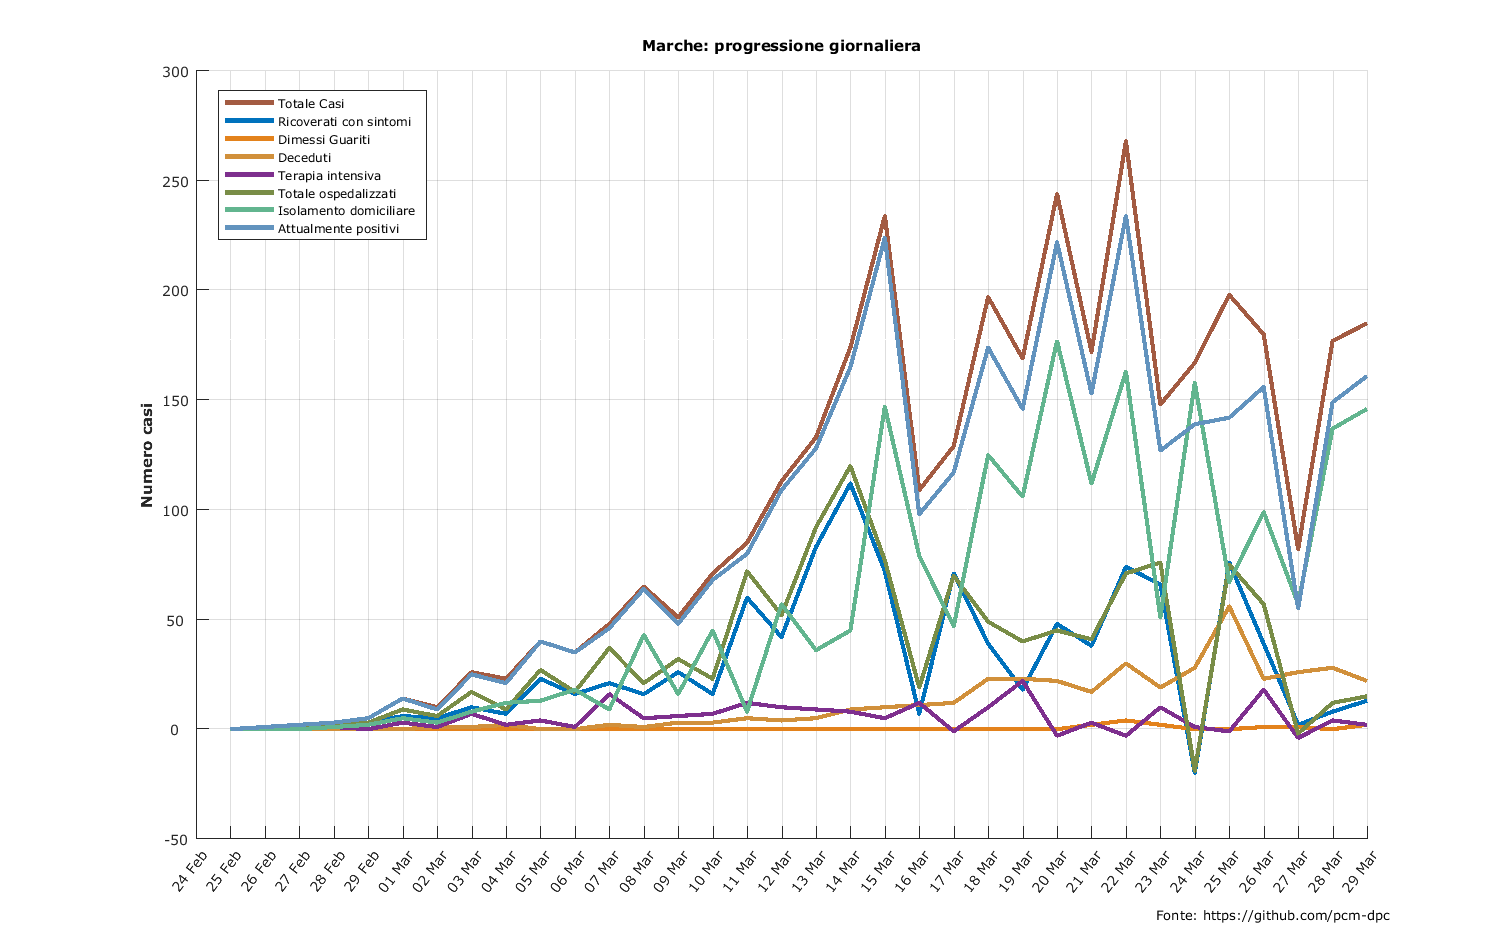 Marche: progressione giornaliera
300
250
200
150
100
50
0
-50
Numero casi
Totale Casi
Ricoverati con sintomi
Dimessi Guariti
Deceduti
Terapia intensiva
Totale ospedalizzati
Isolamento domiciliare
Attualmente positivi
24 Feb
25 Feb
26 Feb
27 Feb
28 Feb
29 Feb
01 Mar
02 Mar
03 Mar
04 Mar
05 Mar
06 Mar
07 Mar
08 Mar
09 Mar
10 Mar
11 Mar
12 Mar
13 Mar
14 Mar
15 Mar
16 Mar
17 Mar
18 Mar
19 Mar
20 Mar
21 Mar
22 Mar
23 Mar
24 Mar
25 Mar
26 Mar
27 Mar
28 Mar
29 Mar
Fonte: https://github.com/pcm-dpc